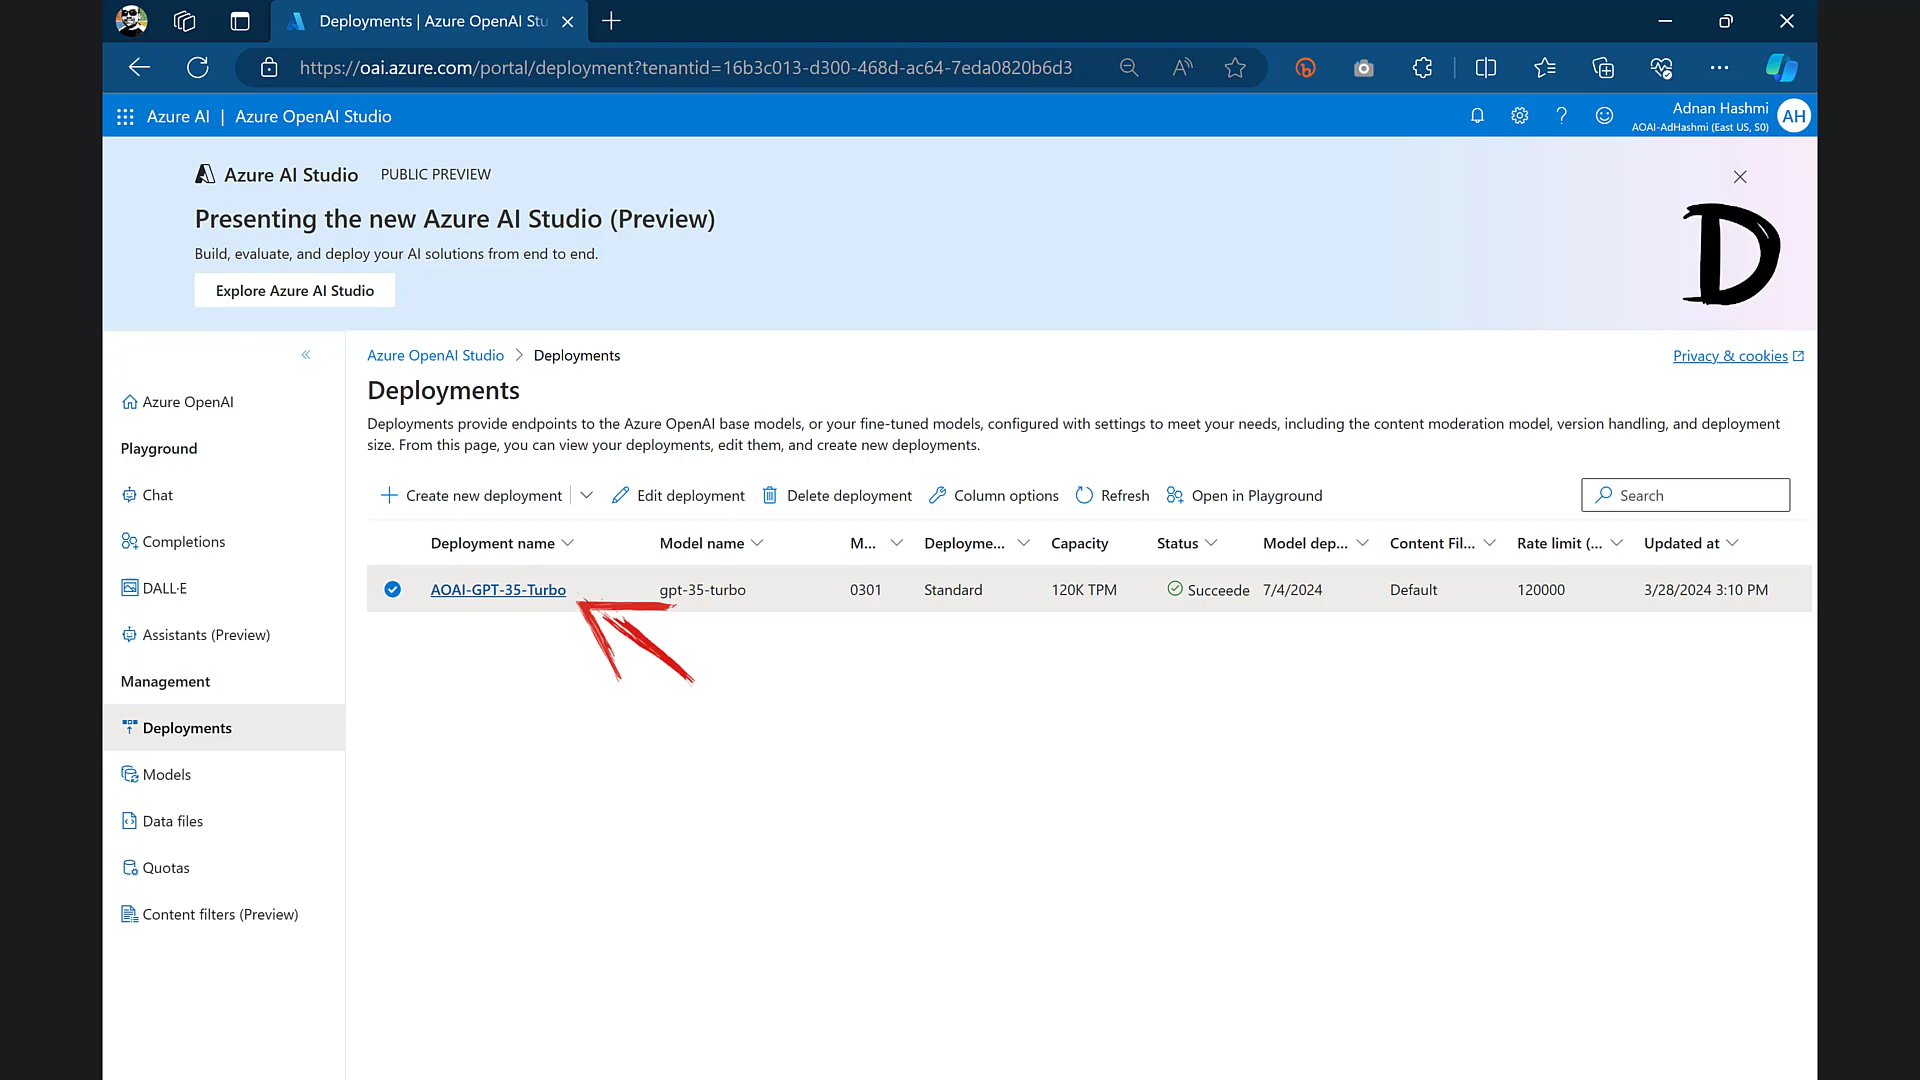 Deployments | Azure OpenAI Stu
https://oai.azure.com/portal/deployment?tenantid=16b3c013-d300-468d-ac64-7eda0820b6d3
Azure AI | Azure OpenAI Studio
Adnan Hashmi
AOAI-AdHashmi (East US, S0)
AH
Azure AI Studio PUBLIC PREVIEW
Presenting the new Azure AI Studio (Preview)
Build, evaluate, and deploy your AI solutions from end to end.
Explore Azure AI Studio
D
Azure OpenAI
Playground
Chat
Completions
DALL·E
Assistants (Preview)
Management
Deployments
Models
Data files
Quotas
Content filters (Preview)
Azure OpenAI Studio > Deployments
Privacy & cookies
Deployments
Deployments provide endpoints to the Azure OpenAI base models, or your fine-tuned models, configured with settings to meet your needs, including the content moderation model, version handling, and deployment
size. From this page, you can view your deployments, edit them, and create new deployments.
Create new deployment Edit deployment Delete deployment Column options Refresh Open in Playground Search
Deployment name Model name M... Deployme... Capacity Status Model dep... Content Fil... Rate limit (... Updated at
AOAI-GPT-35-Turbo gpt-35-turbo 0301 Standard 120K TPM Succeede 7/4/2024 Default 120000 3/28/2024 3:10 PM